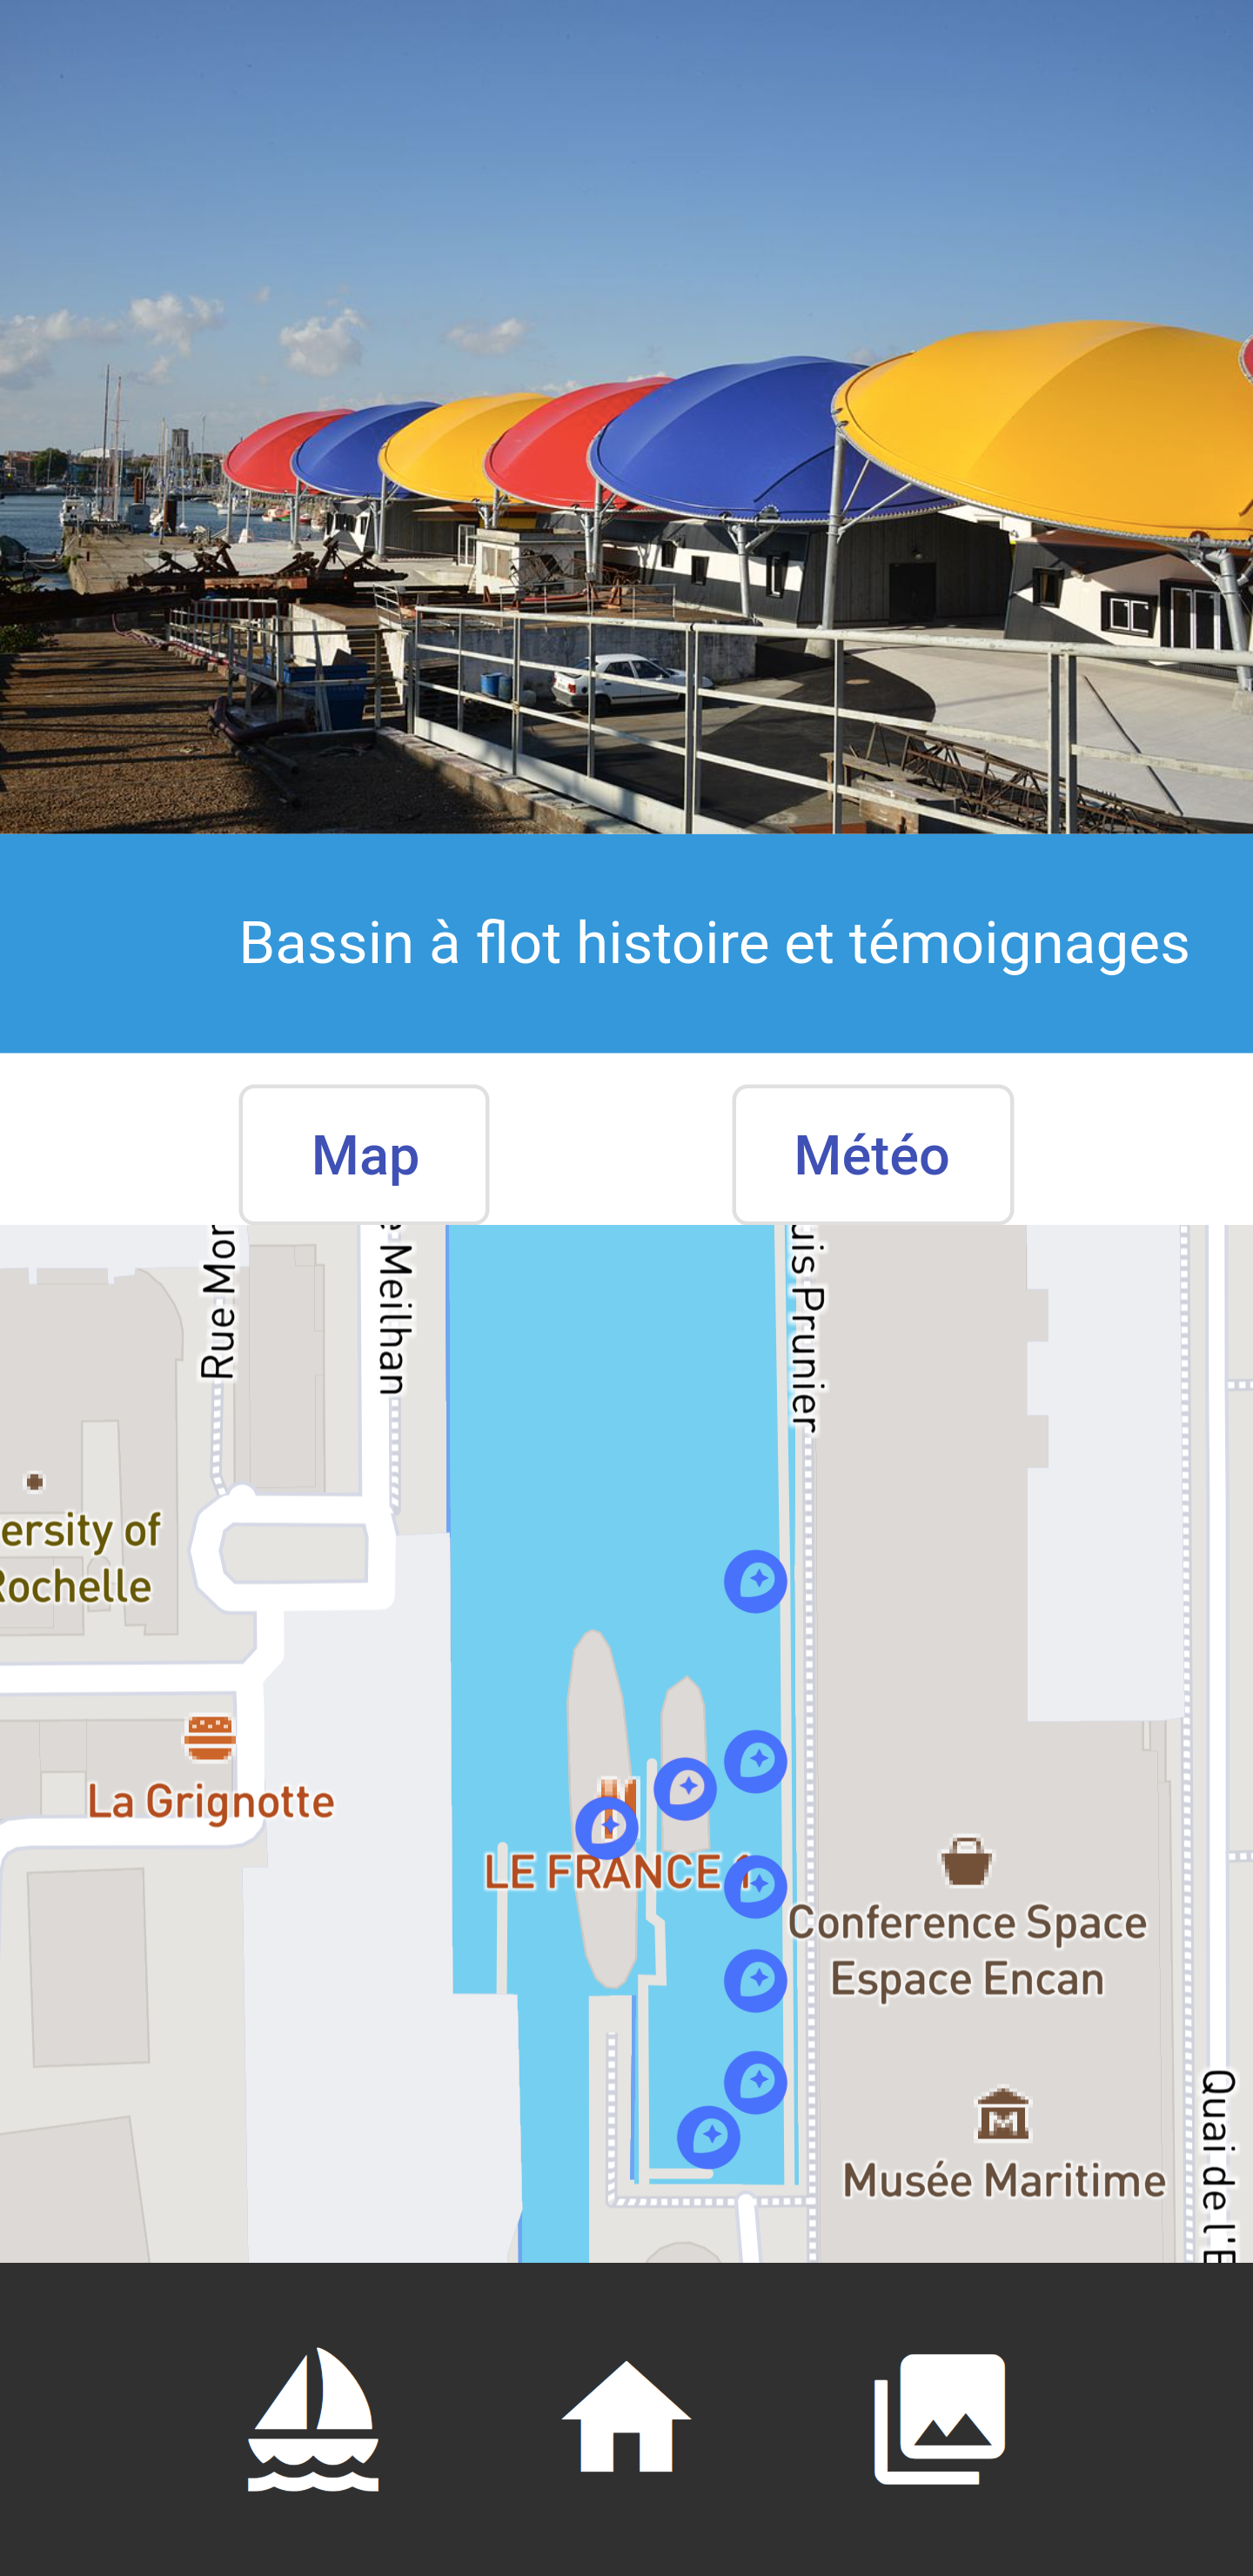 Bassin à flot histoire et témoignages
Map
Météo
Rue Mor
Meilhan
uis Prunier
ersity of
Rochelle
La Grignotte
LE FRANCE 1
Conference Space
Espace Encan
Musée Maritime
Quai de l'E